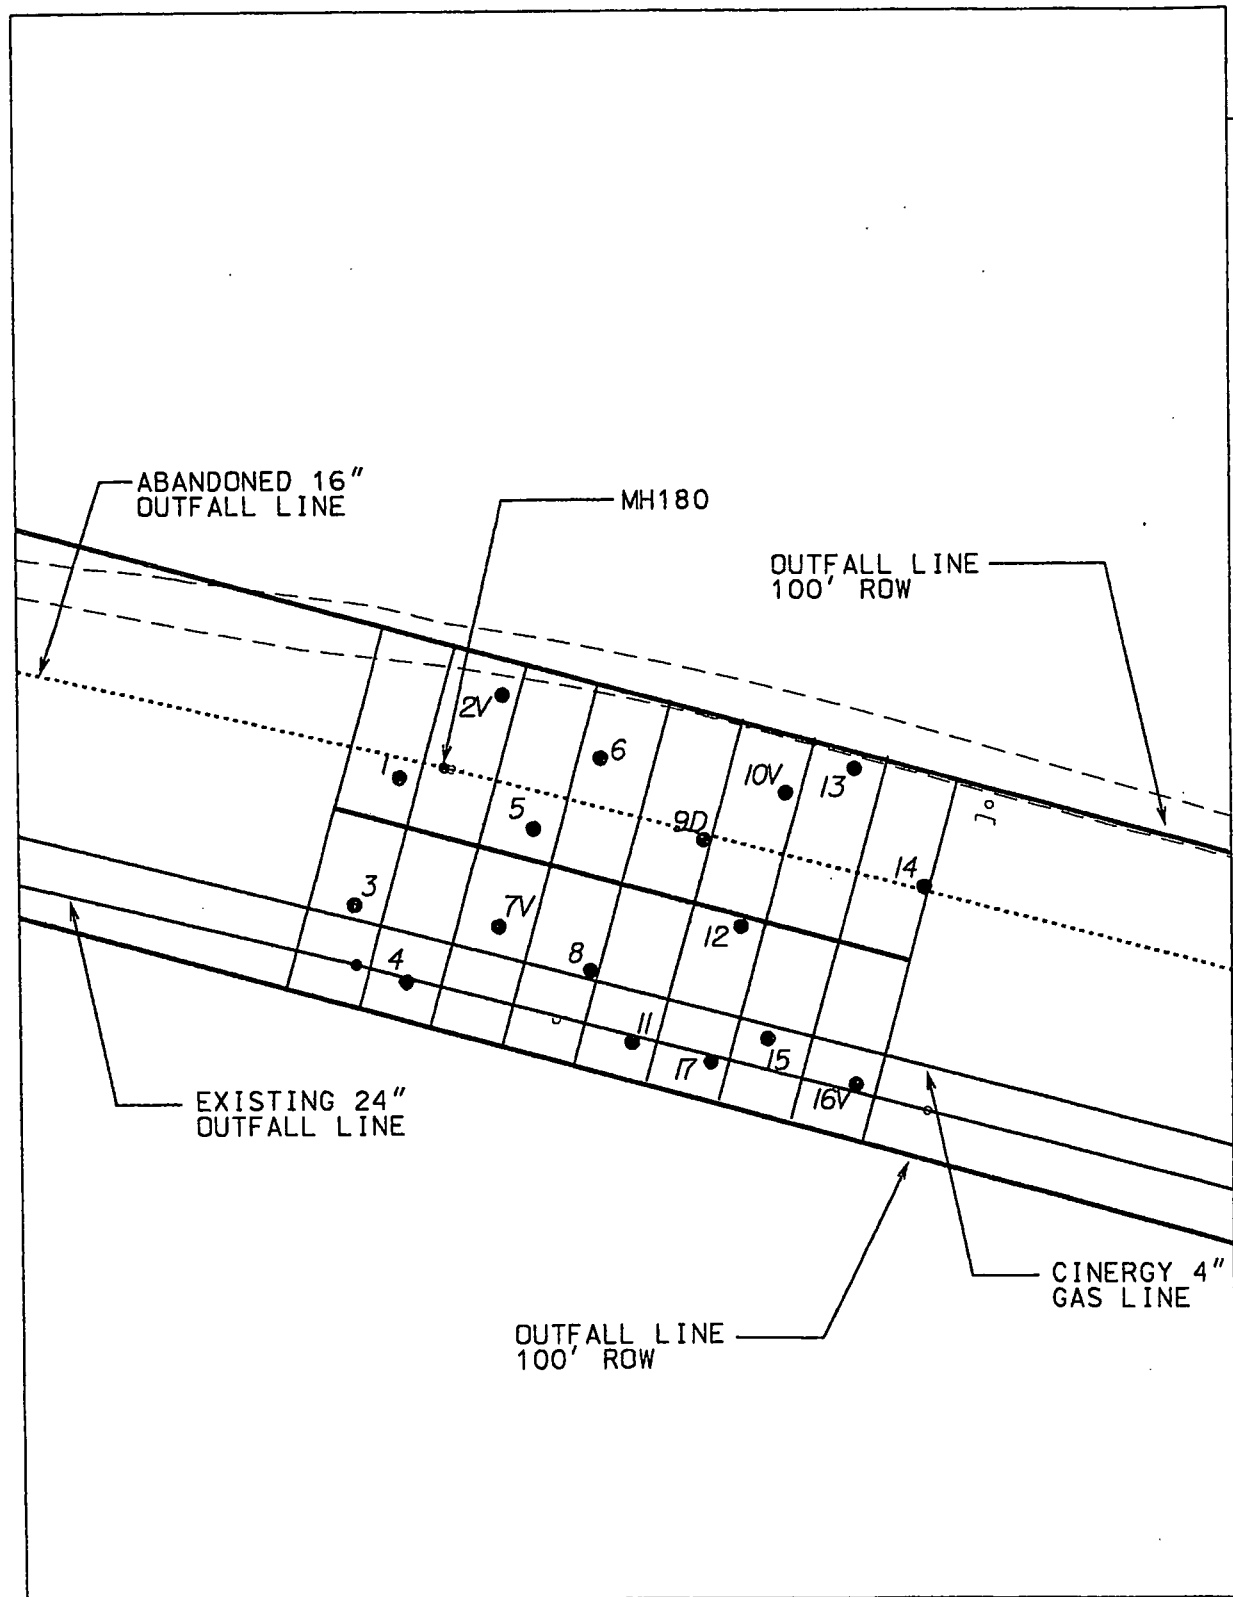 ABANDONED 16"
OUTFALL LINE
MH180
OUTFALL LINE
100' ROW
2V
1
6
10V
13
5
9D
14
3
7V
12
8
4
11
17
15
16V
EXISTING 24"
OUTFALL LINE
CINERGY 4"
GAS LINE
OUTFALL LINE
100' ROW